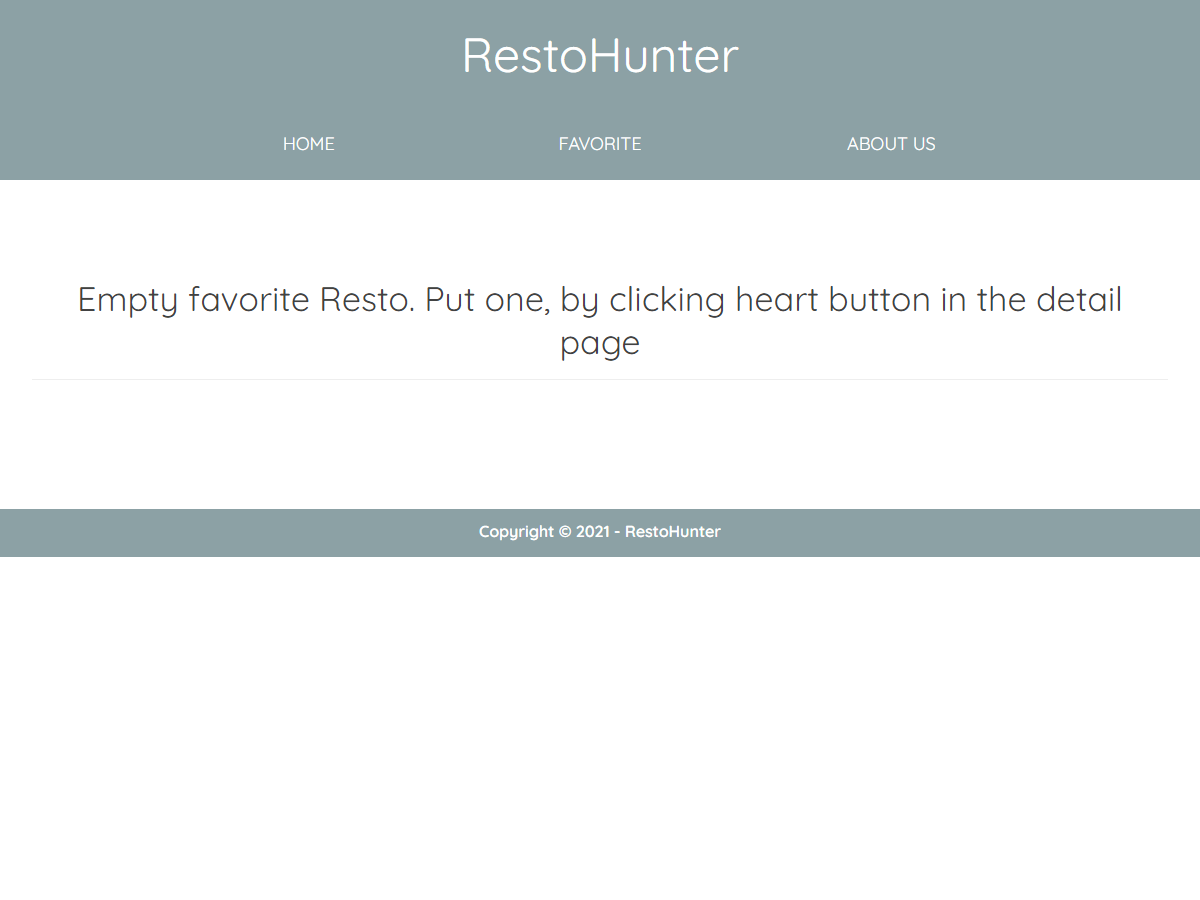 RestoHunter
HOME FAVORITE ABOUT US
Empty favorite Resto. Put one, by clicking heart button in the detail
page
Copyright © 2021 - RestoHunter